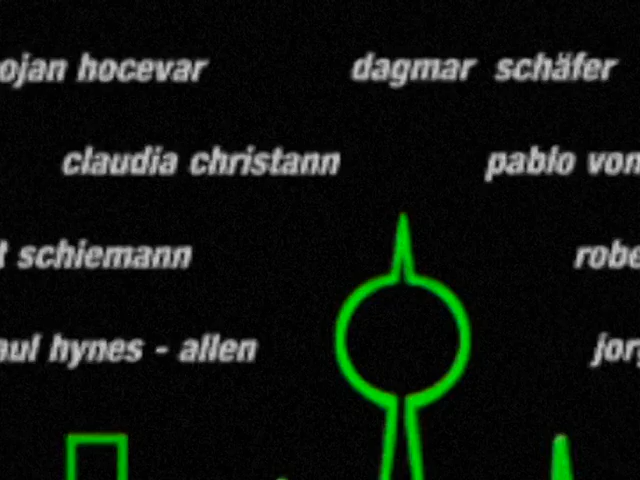 ojan hocevar dagmar schäfer
claudia christann pablo von
t schiemann robe
aul hynes - allen jorg